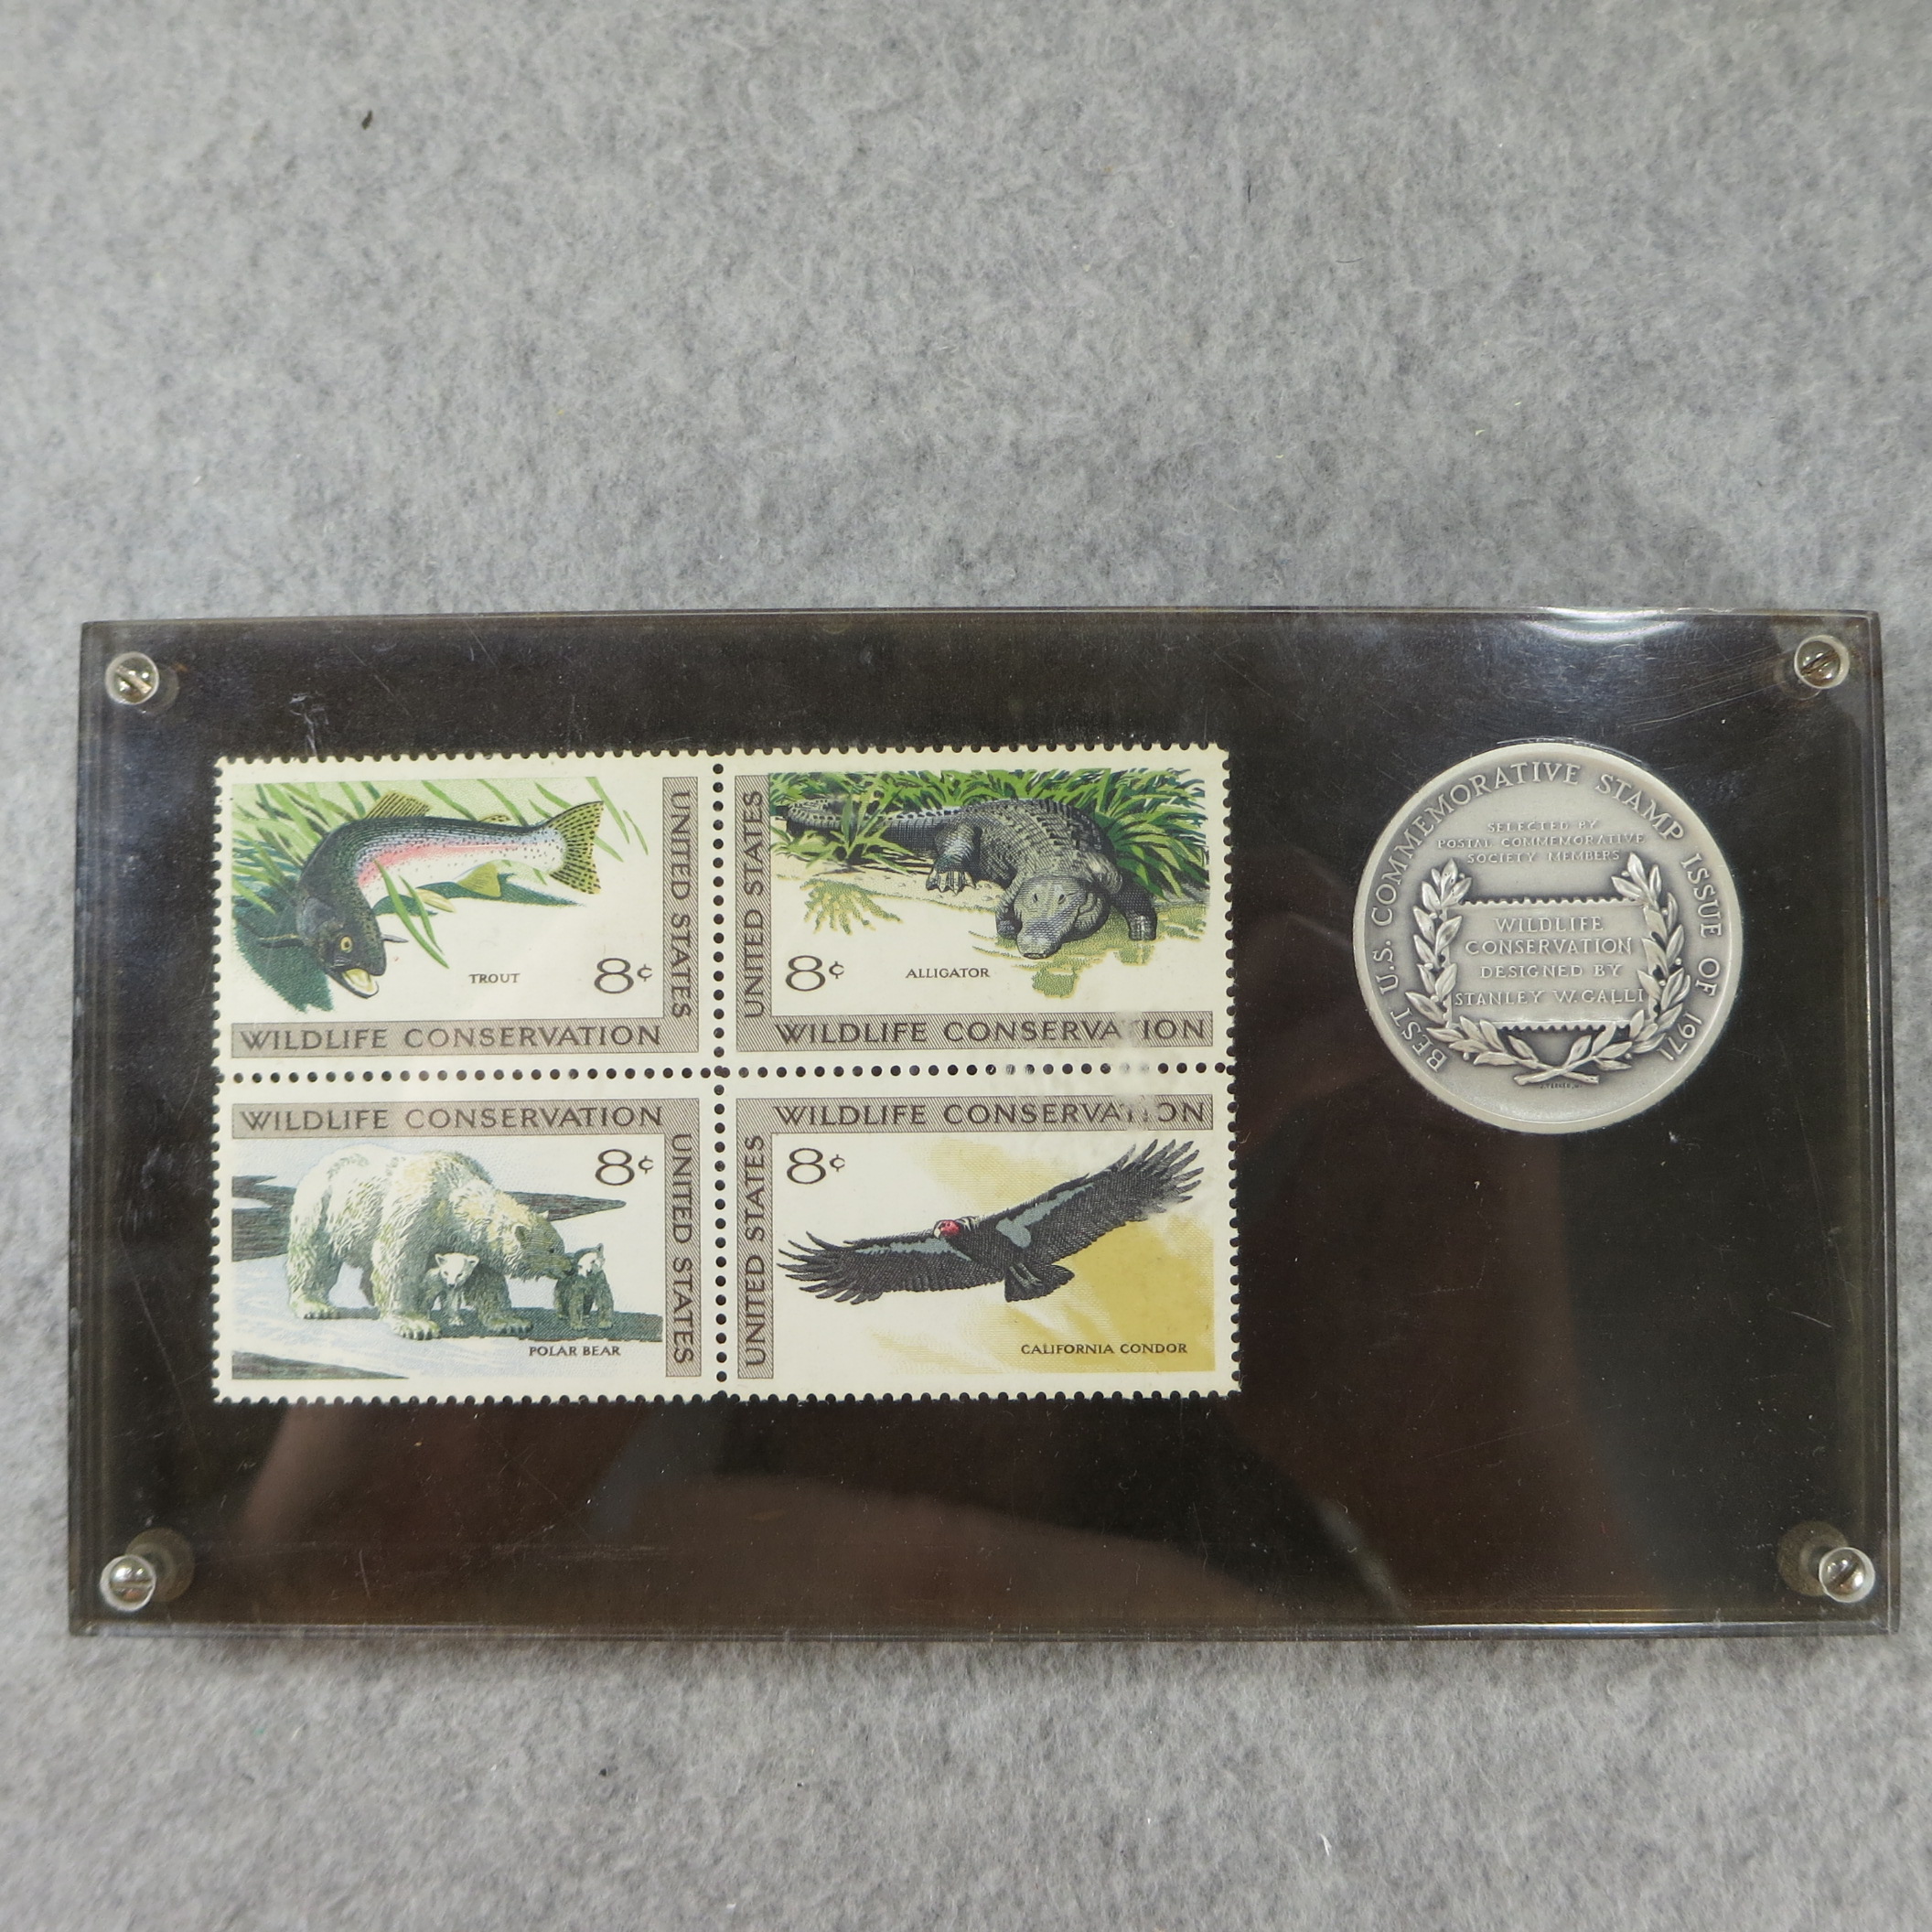 UNITED STATES
TROUT
8¢
WILDLIFE CONSERVATION
UNITED STATES
8¢
ALLIGATOR
WILDLIFE CONSERVATION
WILDLIFE CONSERVATION
8¢
UNITED STATES
POLAR BEAR
WILDLIFE CONSERVATION
UNITED STATES
8¢
CALIFORNIA CONDOR
BEST U.S. COMMEMORATIVE STAMP ISSUE OF 1971
SELECTED BY
POSTAL COMMEMORATIVE
SOCIETY MEMBERS
WILDLIFE
CONSERVATION
DESIGNED BY
STANLEY W. GALLI